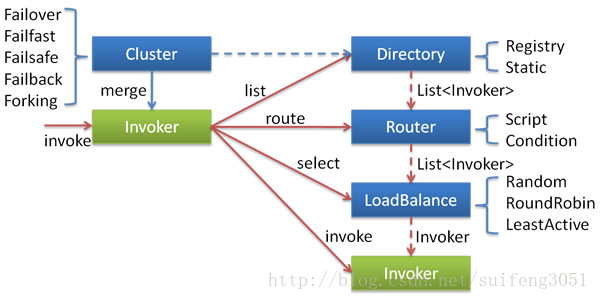 Failover
Failfast
Failsafe
Failback
Forking
Cluster
Directory
Registry
Static
merge
list
List<Invoker>
invoke
Invoker
route
Router
Script
Condition
select
List<Invoker>
LoadBalance
Random
RoundRobin
LeastActive
invoke
Invoker
Invoker
http://blog.csdn.net/suifeng3051